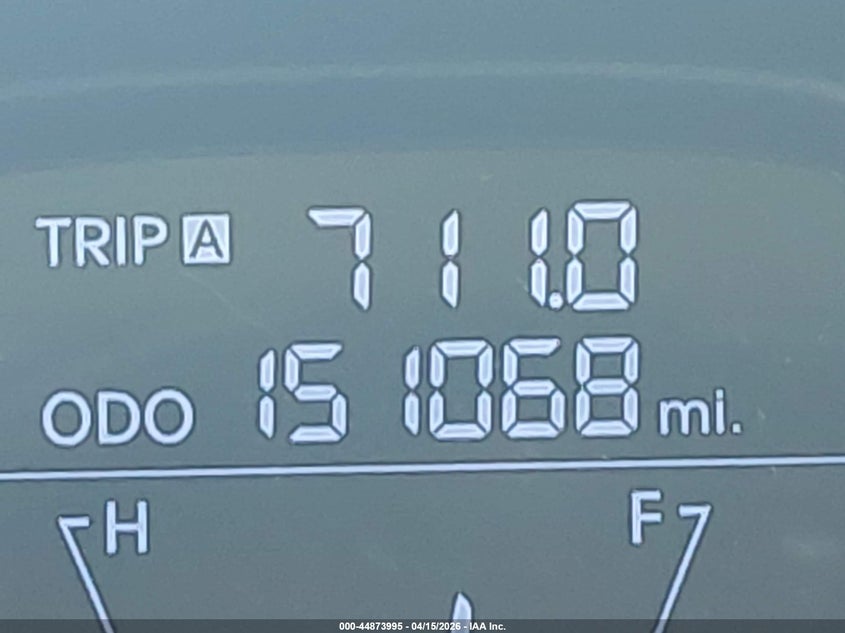 TRIP A 711.0
ODO 151068 mi.
H F
000-44873995 - 04/15/2026 - IAA Inc.